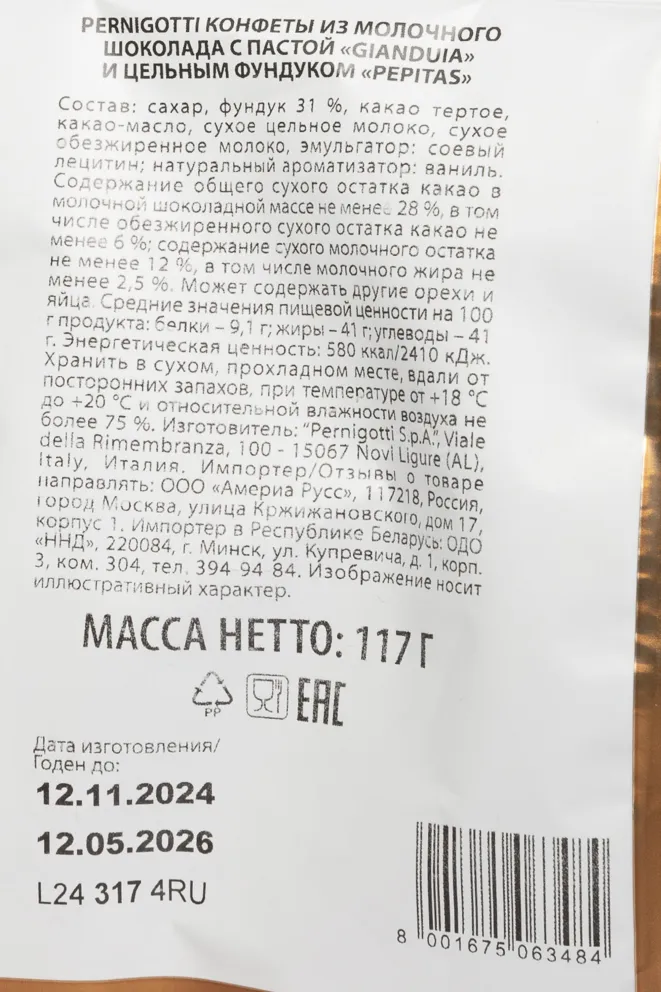 PERNIGOTTI КОНФЕТЫ ИЗ МОЛОЧНОГО
ШОКОЛАДА С ПАСТОЙ «GIANDUIA»
И ЦЕЛЬНЫМ ФУНДУКОМ «PEPITAS»
Состав: сахар, фундук 31 %, какао тертое,
какао-масло, сухое цельное молоко, сухое
обезжиренное молоко, эмульгатор: соевый
лецитин; натуральный ароматизатор: ваниль.
Содержание общего сухого остатка какао в
молочной шоколадной массе не менее 28 %, в том
числе обезжиренного сухого остатка какао не
менее 6 %; содержание сухого молочного остатка
не менее 12 %, в том числе молочного жира не
менее 2,5 %. Может содержать другие орехи и
яйца. Средние значения пищевой ценности на 100
г продукта: белки – 9,1 г; жиры – 41 г; углеводы – 41
г. Энергетическая ценность: 580 ккал/2410 кДж.
Хранить в сухом, прохладном месте, вдали от
посторонних запахов, при температуре от +18 °C
до +20 °C и относительной влажности воздуха не
более 75 %. Изготовитель: "Pernigotti S.p.A.", Viale
della Rimembranza, 100 - 15067 Novi Ligure (AL),
Italy, Италия. Импортер/Отзывы о товаре
направлять: ООО «Америа Русс», 117218, Россия,
город Москва, улица Кржижановского, дом 17,
корпус 1. Импортер в Республике Беларусь: ОДО
«ННД», 220084, г. Минск, ул. Купревича, д. 1, корп.
3, ком. 304, тел. 394 94 84. Изображение носит
иллюстративный характер.
МАССА НЕТТО: 117 Г
PP
EAC
Дата изготовления/
Годен до:
12.11.2024
12.05.2026
L24 317 4RU
8 001675 063484